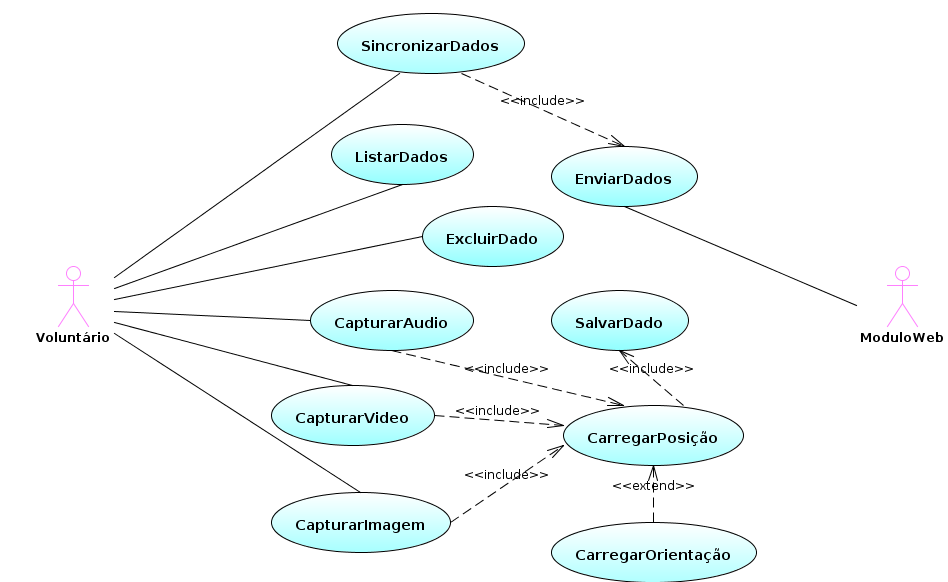 SincronizarDados
<<include>>
ListarDados
EnviarDados
ExcluirDado
Voluntário
ModuloWeb
CapturarAudio
SalvarDado
<<include>>
<<include>>
CapturarVideo
<<include>>
CarregarPosição
<<include>>
<<extend>>
CapturarImagem
CarregarOrientação